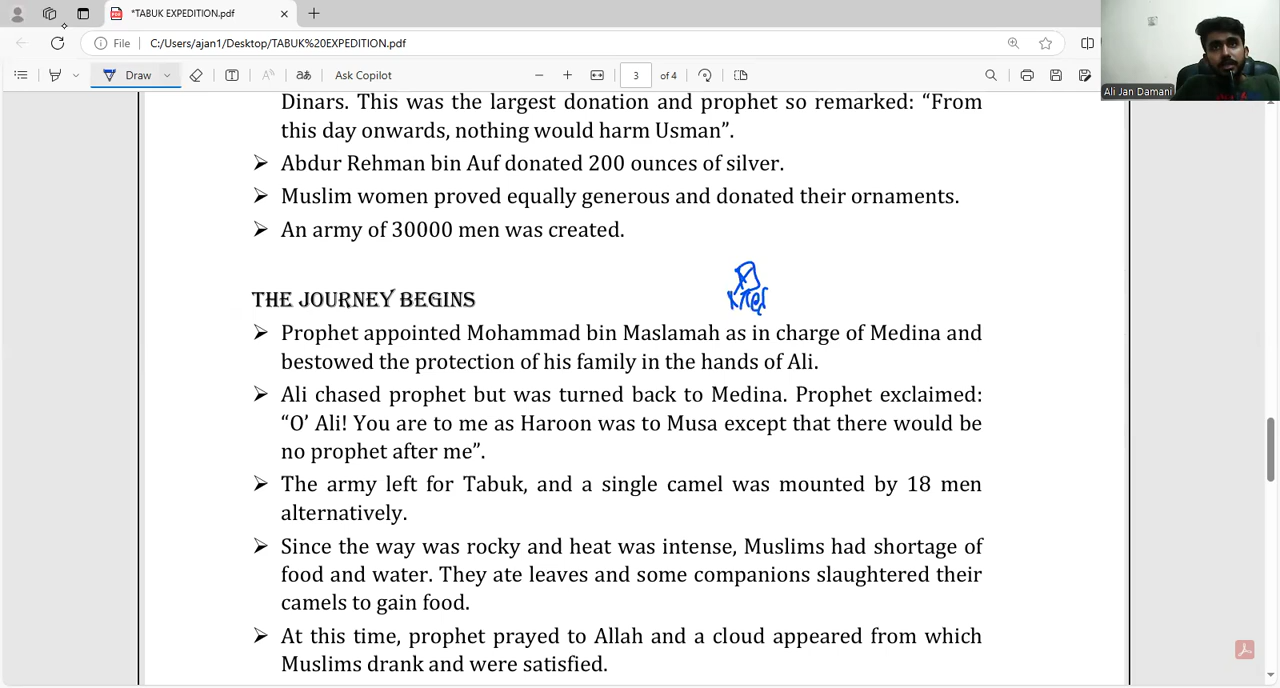 *TABUK EXPEDITION.pdf
File
C:/Users/ajan1/Desktop/TABUK%20EXPEDITION.pdf
Draw
Ask Copilot
3 of 4
Ali Jan Damani
Dinars. This was the largest donation and prophet so remarked: “From
this day onwards, nothing would harm Usman”.
➢ Abdur Rehman bin Auf donated 200 ounces of silver.
➢ Muslim women proved equally generous and donated their ornaments.
➢ An army of 30000 men was created.
THE JOURNEY BEGINS
➢ Prophet appointed Mohammad bin Maslamah as in charge of Medina and
bestowed the protection of his family in the hands of Ali.
➢ Ali chased prophet but was turned back to Medina. Prophet exclaimed:
“O’ Ali! You are to me as Haroon was to Musa except that there would be
no prophet after me”.
➢ The army left for Tabuk, and a single camel was mounted by 18 men
alternatively.
➢ Since the way was rocky and heat was intense, Muslims had shortage of
food and water. They ate leaves and some companions slaughtered their
camels to gain food.
➢ At this time, prophet prayed to Allah and a cloud appeared from which
Muslims drank and were satisfied.